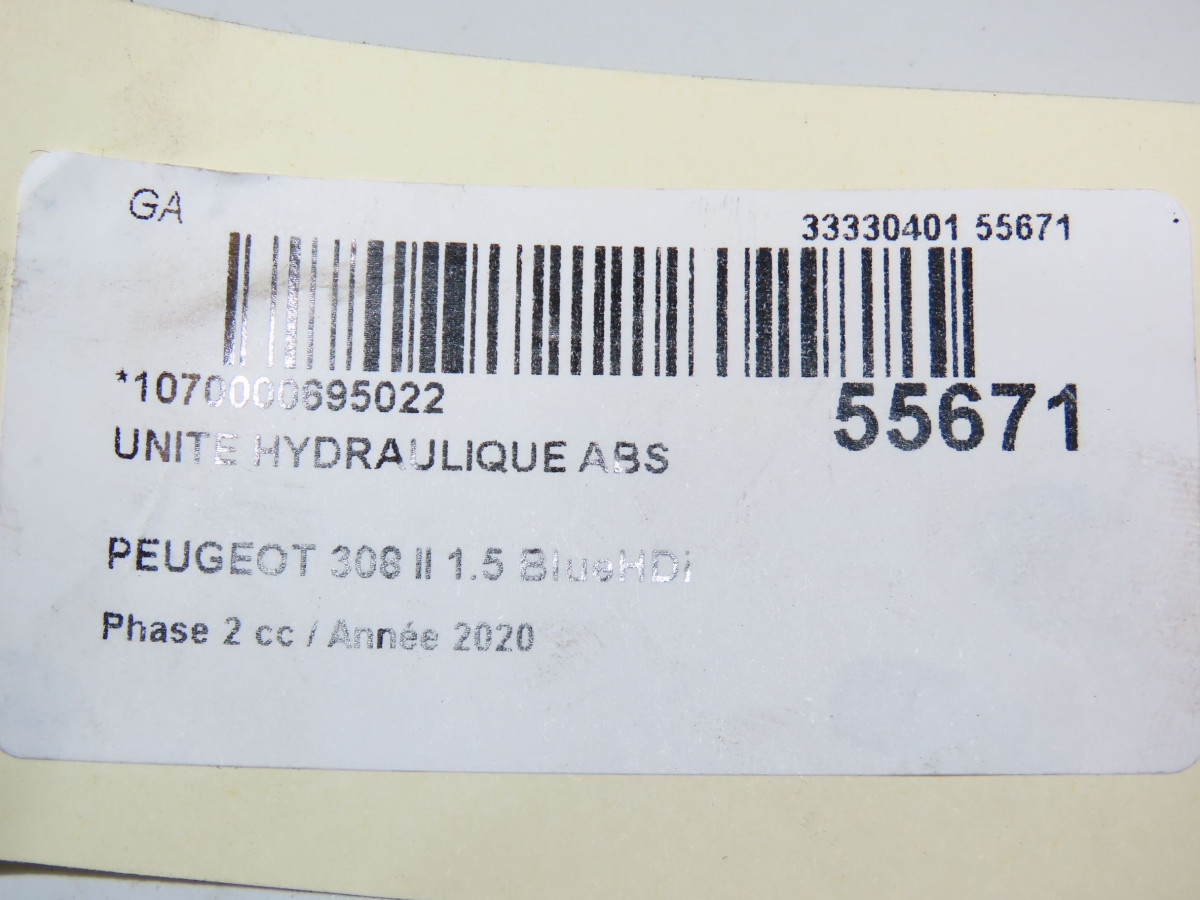 GA
33330401 55671
*1070000695022
55671
UNITE HYDRAULIQUE ABS
PEUGEOT 308 II 1.5 BlueHDi
Phase 2 cc / Année 2020